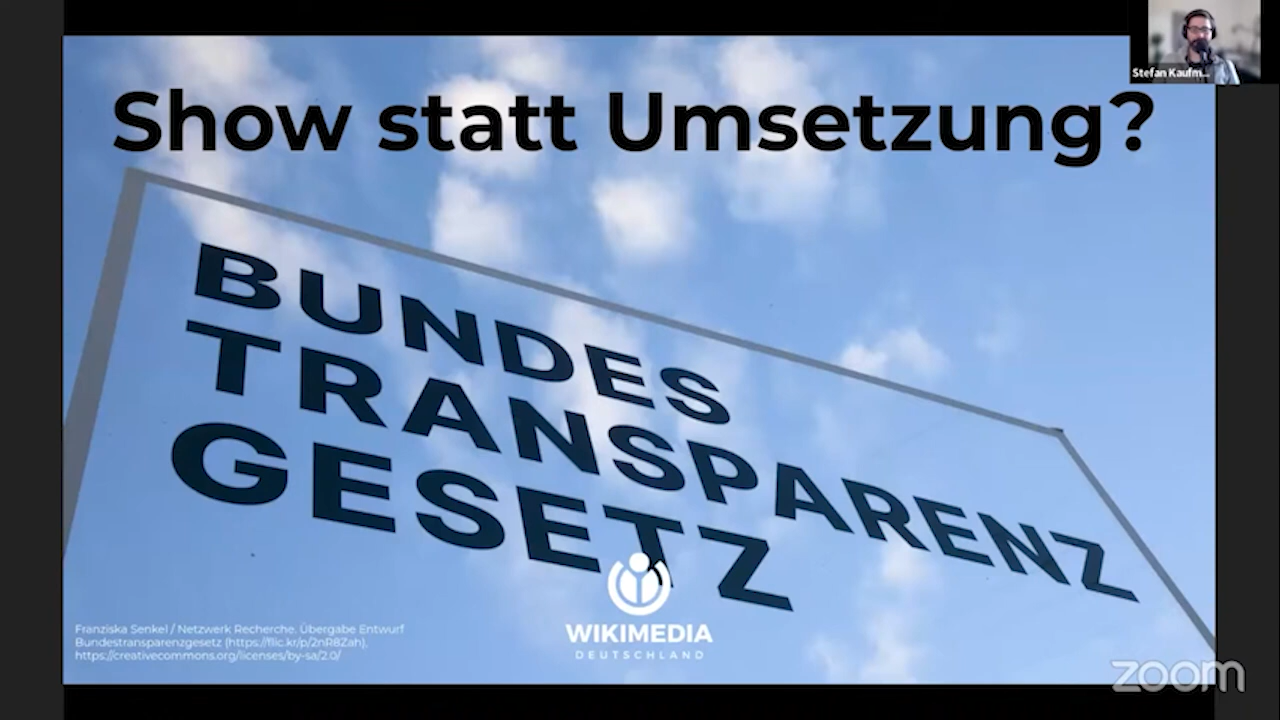 Stefan Kaufm...
Show statt Umsetzung?
BUNDES
TRANSPARENZ
GESETZ
WIKIMEDIA
DEUTSCHLAND
Franziska Senkel / Netzwerk Recherche. Übergabe Entwurf
Bundestransparenzgesetz (https://flic.kr/p/2nR8Zah),
https://creativecommons.org/licenses/by-sa/2.0/
zoom